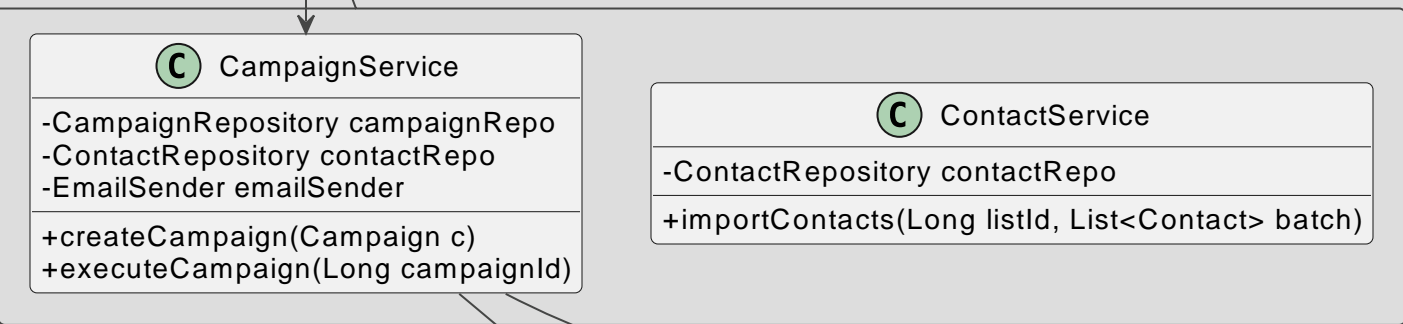 C CampaignService
-CampaignRepository campaignRepo
-ContactRepository contactRepo
-EmailSender emailSender
+createCampaign(Campaign c)
+executeCampaign(Long campaignId)
C ContactService
-ContactRepository contactRepo
+importContacts(Long listId, List<Contact> batch)